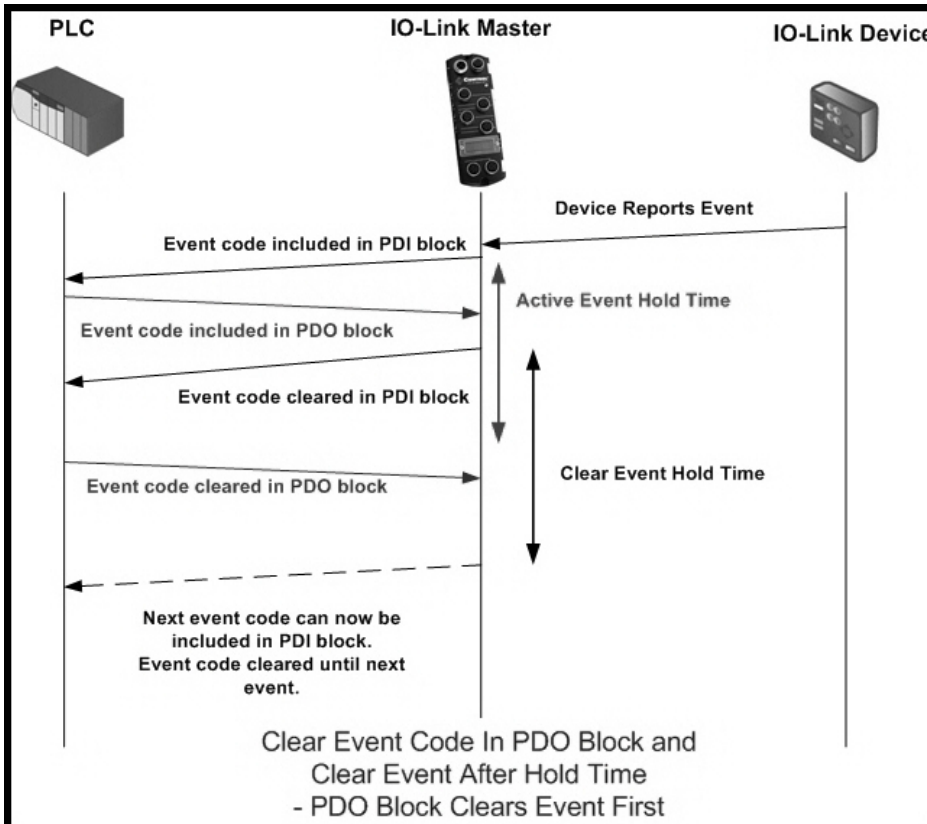 PLC
IO-Link Master
IO-Link Device
Device Reports Event
Event code included in PDI block
Active Event Hold Time
Event code included in PDO block
Event code cleared in PDI block
Clear Event Hold Time
Event code cleared in PDO block
Next event code can now be
included in PDI block.
Event code cleared until next
event.
Clear Event Code In PDO Block and
Clear Event After Hold Time
- PDO Block Clears Event First